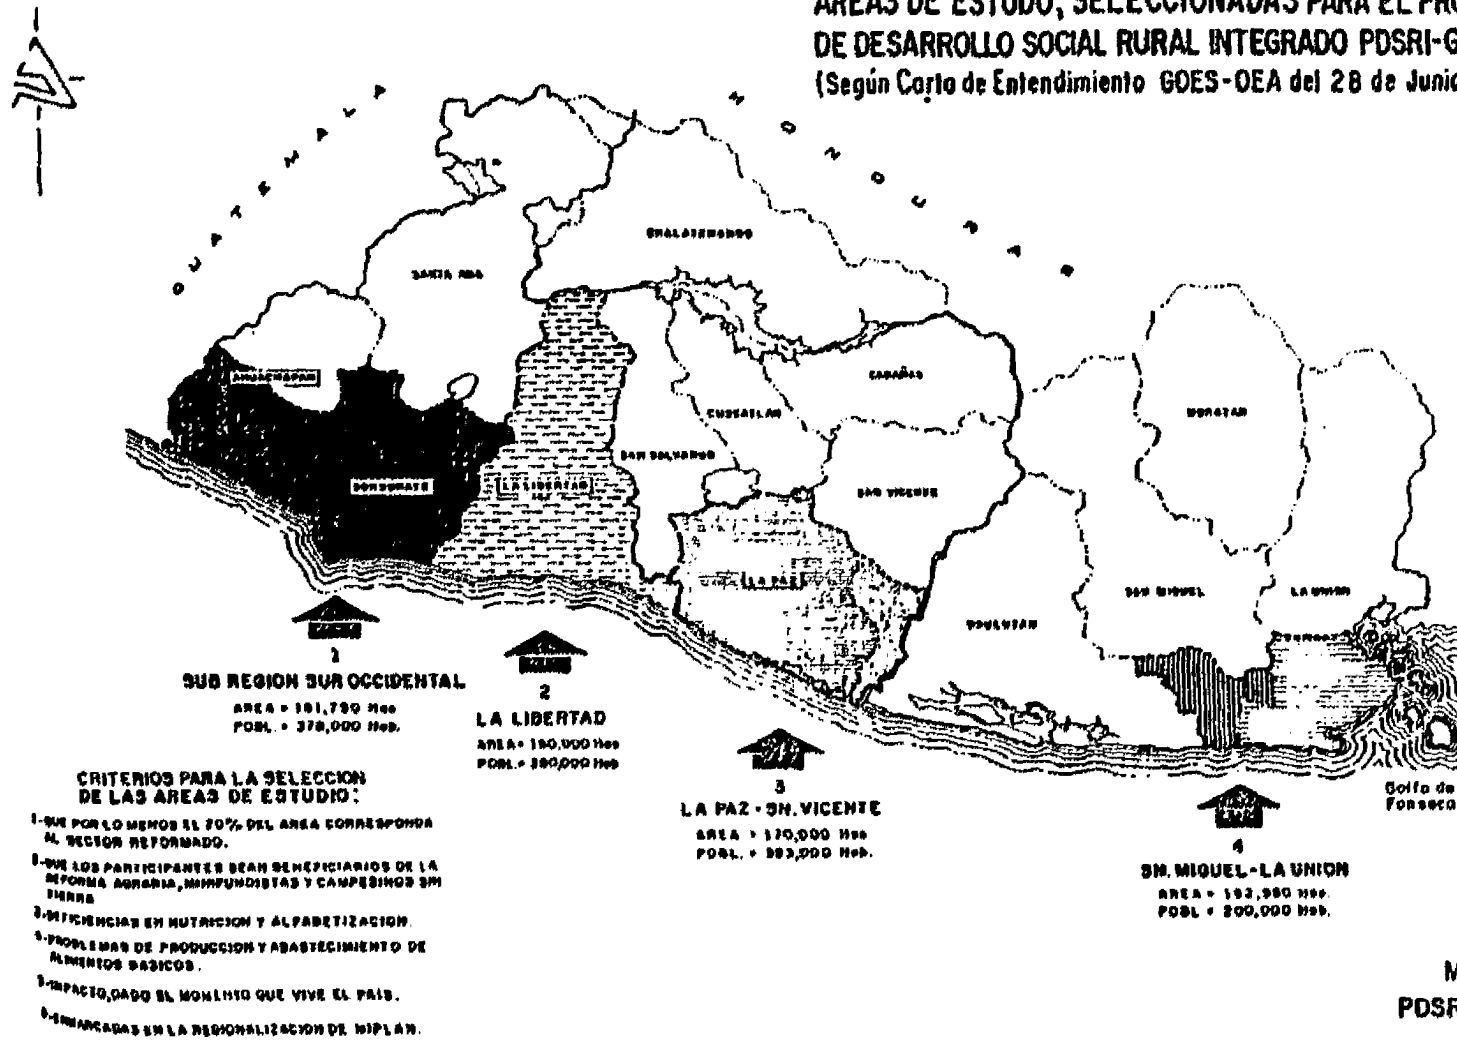 AREAS DE ESTUDO, SELECCIONADAS PARA EL
DE DESARROLLO SOCIAL RURAL INTEGRADO PDSRI-G
(Según Carta de Entendimiento GOES-OEA del 28 de Junio
GUATEMALA
HONDURAS
CHALATENANGO
SANTA ANA
AHUACHAPAN
CABAÑAS
CUSCATLAN
MORAZAN
SAN SALVADOR
SONSONATE
LA LIBERTAD
SAN VICENTE
LA PAZ
SAN MIGUEL
LA UNION
USULUTAN
1
SUB REGION SUR OCCIDENTAL
AREA = 181,750 Has
POBL. = 378,000 Hab.
2
LA LIBERTAD
AREA = 150,000 Has
POBL. = 380,000 Hab
3
LA PAZ - SN. VICENTE
AREA = 170,000 Has
POBL. = 393,000 Hab.
4
SN. MIGUEL - LA UNION
AREA = Has.
POBL = 200,000 Hab.
Golfo de
Fonseca
CRITERIOS PARA LA SELECCION
DE LAS AREAS DE ESTUDIO:
1-QUE POR LO MENOS EL 70% DEL AREA CORRESPONDA
AL SECTOR REFORMADO.
2-QUE LOS PARTICIPANTES SEAN BENEFICIARIOS DE LA
REFORMA AGRARIA, MINIFUNDISTAS Y CAMPESINOS SIN
TIERRA
3-DEFICIENCIAS EN NUTRICION Y ALFABETIZACION.
4-PROBLEMAS DE PRODUCCION Y ABASTECIMIENTO DE
ALIMENTOS BASICOS.
5-IMPACTO, DADO EL MOMENTO QUE VIVE EL PAIS.
6-ENMARCADAS EN LA REGIONALIZACION DE MIPLAN.
M
PDSR